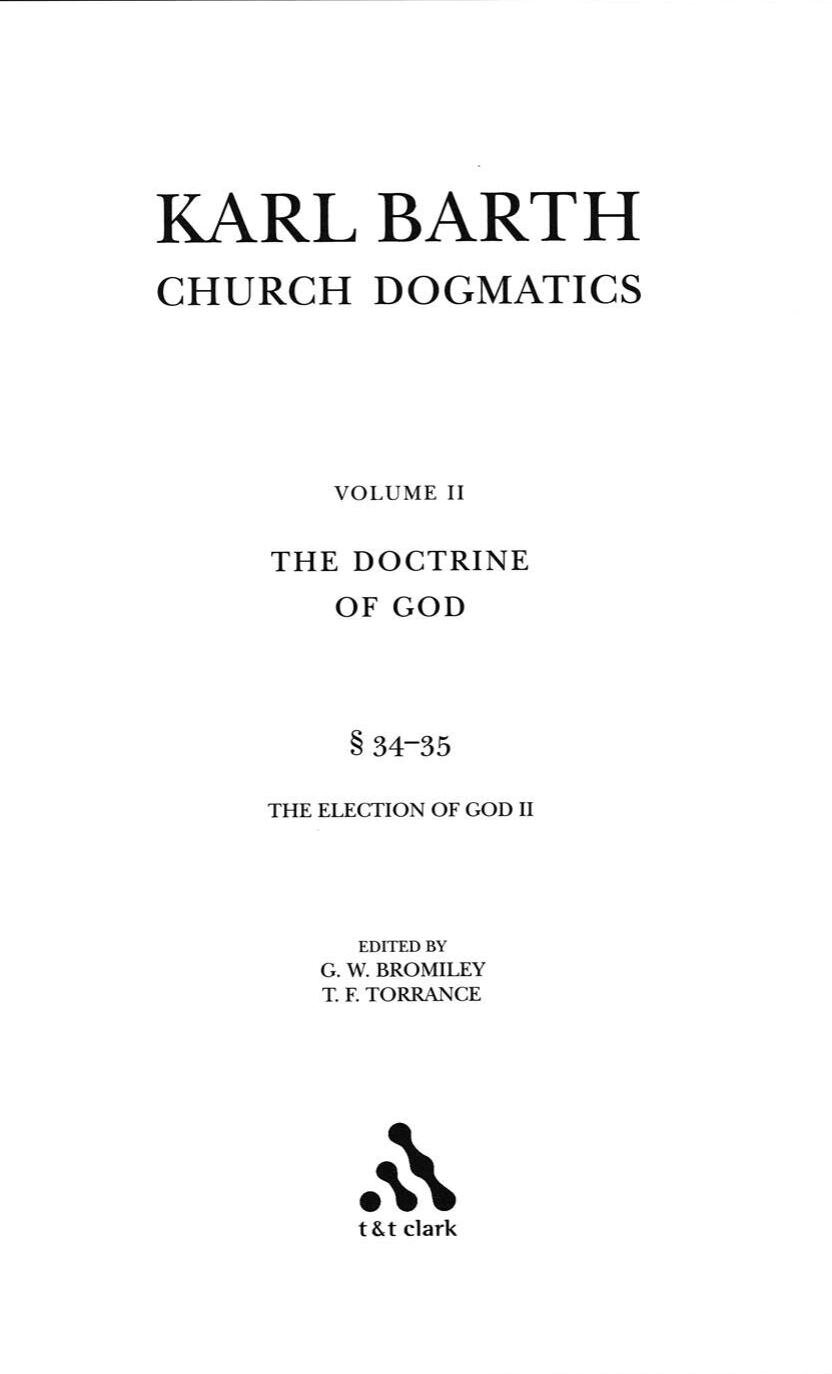 KARL BARTH
CHURCH DOGMATICS
VOLUME II
THE DOCTRINE
OF GOD
§ 34–35
THE ELECTION OF GOD II
EDITED BY
G. W. BROMILEY
T. F. TORRANCE
t&t clark